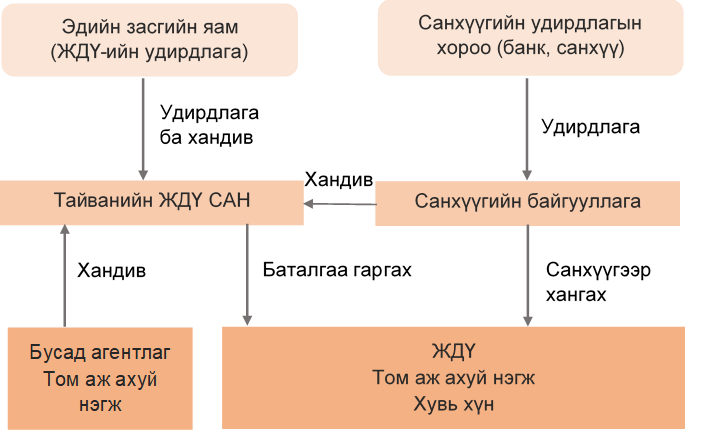 Эдийн засгийн яам
(ЖДҮ-ийн удирдлага)
Санхүүгийн удирдлагын
хороо (банк, санхүү)
Удирдлага
ба хандив
Удирдлага
Тайванийн ЖДҮ САН
Хандив
Санхүүгийн байгууллага
Хандив
Баталгаа гаргах
Санхүүгээр
хангах
Бусад агентлаг
Том аж ахуй
нэгж
ЖДҮ
Том аж ахуй нэгж
Хувь хүн